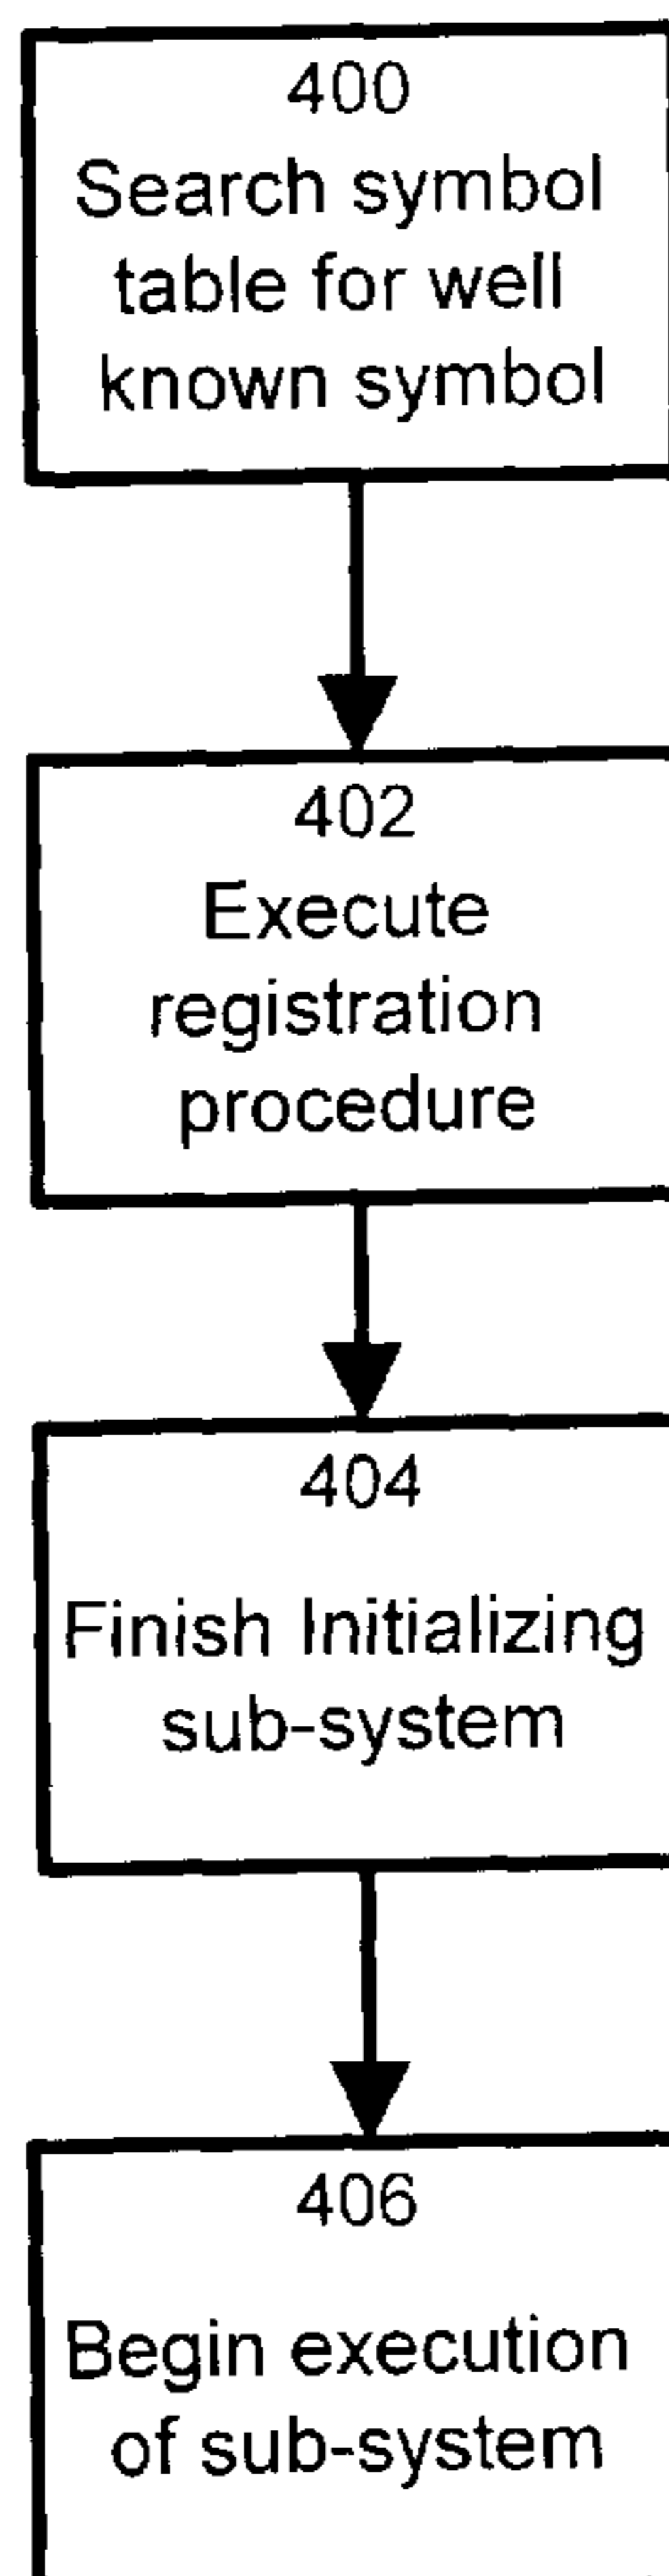 400
Search symbol
table for well
known symbol
402
Execute
registration
procedure
404
Finish Initializing
sub-system
406
Begin execution
of sub-system